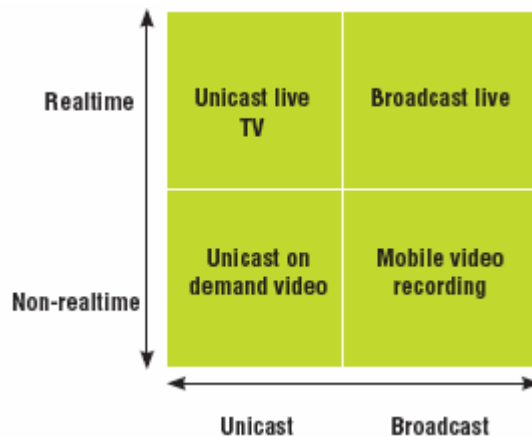 Realtime
Unicast live
TV
Broadcast live
Non-realtime
Unicast on
demand video
Mobile video
recording
Unicast
Broadcast